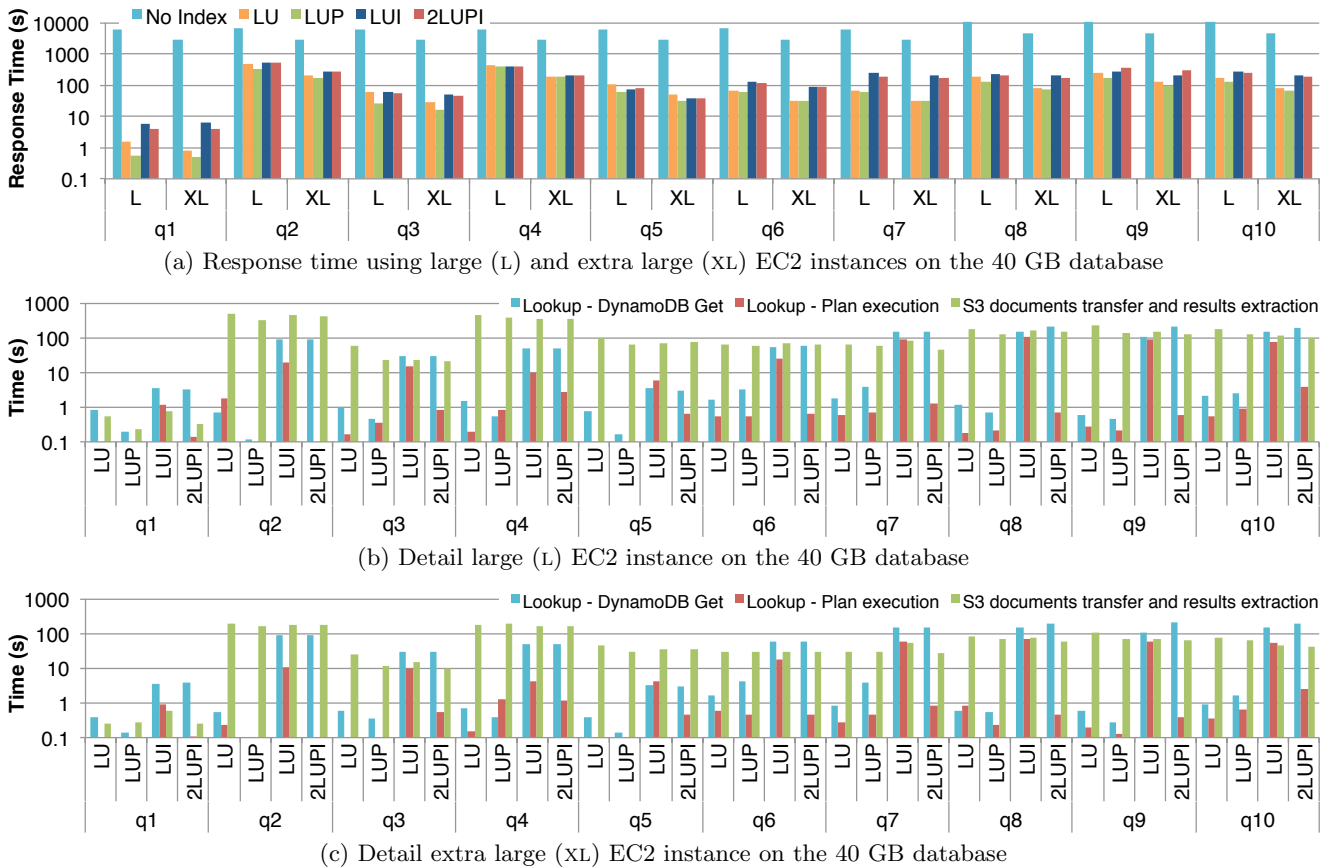 No Index LU LUP LUI 2LUPI
Response Time (s)
10000
1000
100
10
1
0.1
L XL L XL L XL L XL L XL L XL L XL L XL L XL L XL
q1 q2 q3 q4 q5 q6 q7 q8 q9 q10
(a) Response time using large (L) and extra large (XL) EC2 instances on the 40 GB database
Lookup - DynamoDB Get Lookup - Plan execution S3 documents transfer and results extraction
Time (s)
1000
100
10
1
0.1
LU LUP LUI 2LUPI LU LUP LUI 2LUPI LU LUP LUI 2LUPI LU LUP LUI 2LUPI LU LUP LUI 2LUPI LU LUP LUI 2LUPI LU LUP LUI 2LUPI LU LUP LUI 2LUPI LU LUP LUI 2LUPI LU LUP LUI 2LUPI
q1 q2 q3 q4 q5 q6 q7 q8 q9 q10
(b) Detail large (L) EC2 instance on the 40 GB database
Lookup - DynamoDB Get Lookup - Plan execution S3 documents transfer and results extraction
Time (s)
1000
100
10
1
0.1
LU LUP LUI 2LUPI LU LUP LUI 2LUPI LU LUP LUI 2LUPI LU LUP LUI 2LUPI LU LUP LUI 2LUPI LU LUP LUI 2LUPI LU LUP LUI 2LUPI LU LUP LUI 2LUPI LU LUP LUI 2LUPI LU LUP LUI 2LUPI
q1 q2 q3 q4 q5 q6 q7 q8 q9 q10
(c) Detail extra large (XL) EC2 instance on the 40 GB database